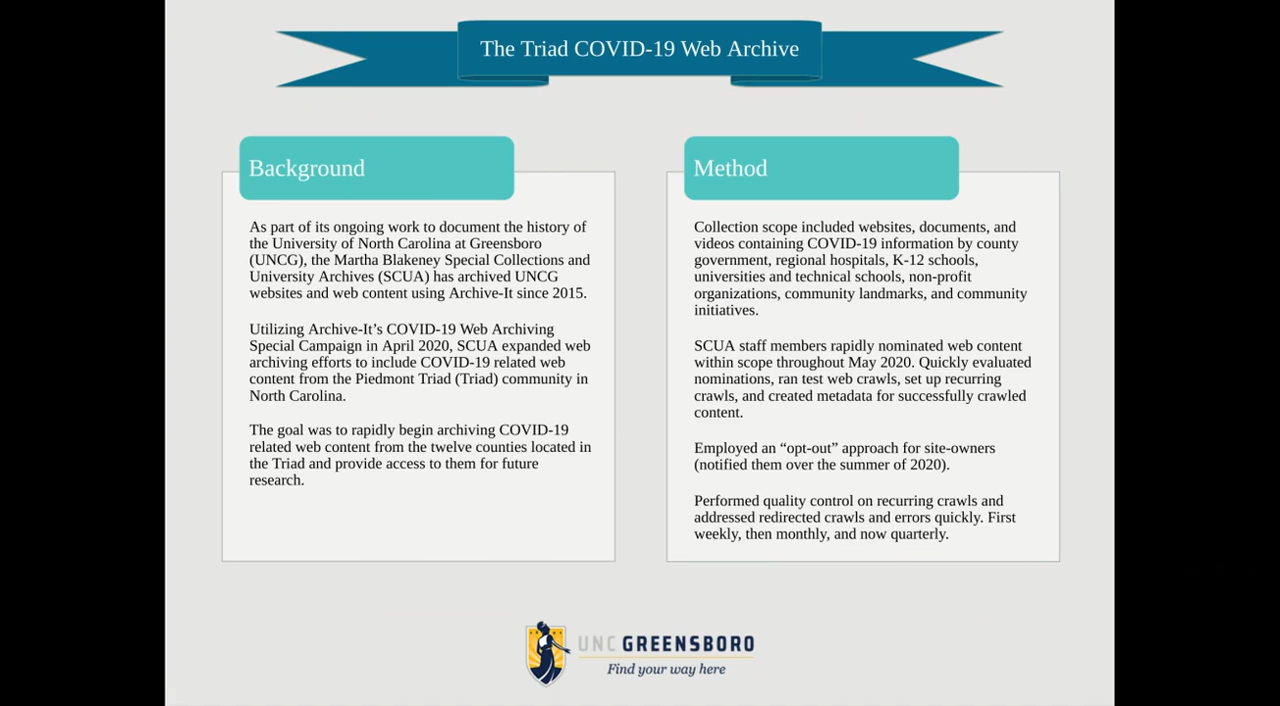 The Triad COVID-19 Web Archive
Background
As part of its ongoing work to document the history of
the University of North Carolina at Greensboro
(UNCG), the Martha Blakeney Special Collections and
University Archives (SCUA) has archived UNCG
websites and web content using Archive-It since 2015.
Utilizing Archive-It’s COVID-19 Web Archiving
Special Campaign in April 2020, SCUA expanded web
archiving efforts to include COVID-19 related web
content from the Piedmont Triad (Triad) community in
North Carolina.
The goal was to rapidly begin archiving COVID-19
related web content from the twelve counties located in
the Triad and provide access to them for future
research.
Method
Collection scope included websites, documents, and
videos containing COVID-19 information by county
government, regional hospitals, K-12 schools,
universities and technical schools, non-profit
organizations, community landmarks, and community
initiatives.
SCUA staff members rapidly nominated web content
within scope throughout May 2020. Quickly evaluated
nominations, ran test web crawls, set up recurring
crawls, and created metadata for successfully crawled
content.
Employed an “opt-out” approach for site-owners
(notified them over the summer of 2020).
Performed quality control on recurring crawls and
addressed redirected crawls and errors quickly. First
weekly, then monthly, and now quarterly.
UNC GREENSBORO
Find your way here